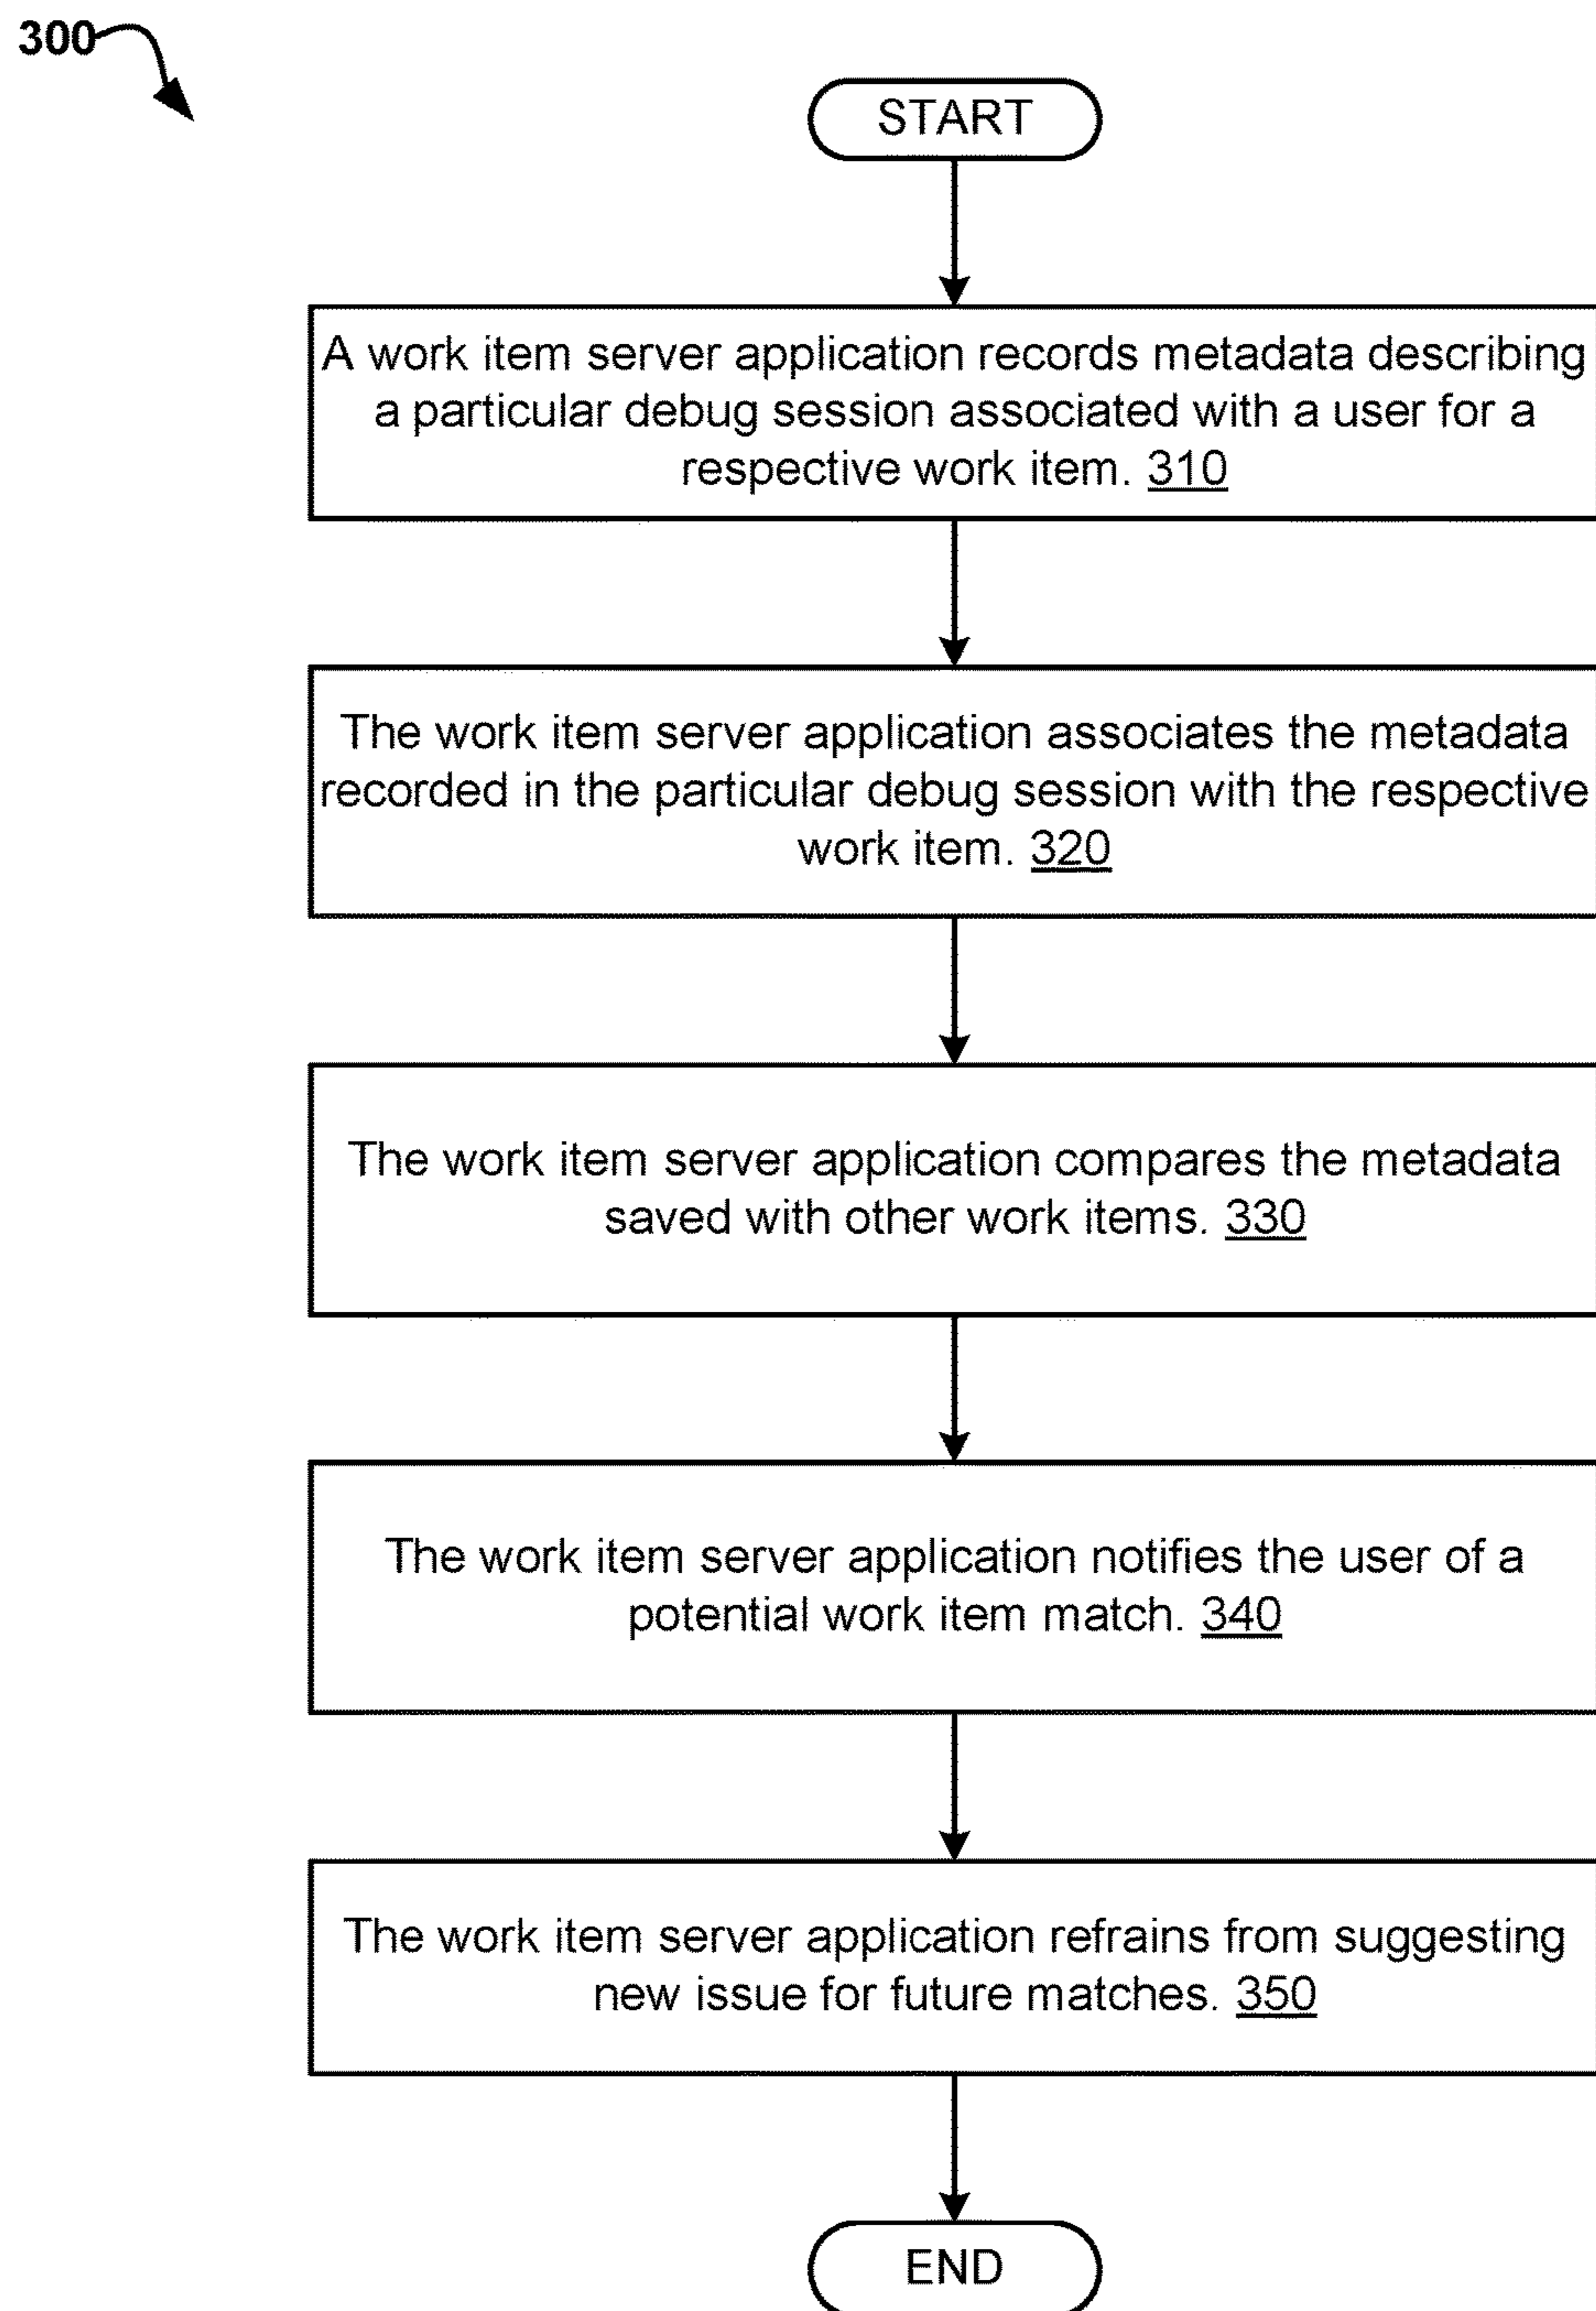 300
START
A work item server application records metadata describing
a particular debug session associated with a user for a
respective work item. 310
The work item server application associates the metadata
recorded in the particular debug session with the respective
work item. 320
The work item server application compares the metadata
saved with other work items. 330
The work item server application notifies the user of a
potential work item match. 340
The work item server application refrains from suggesting
new issue for future matches. 350
END